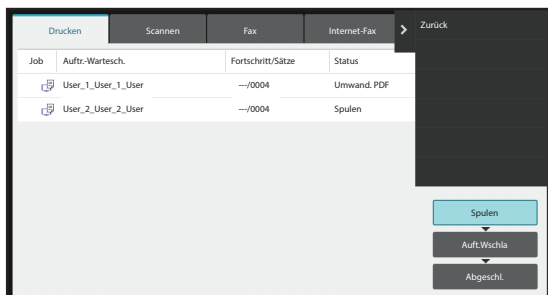 Drucken Scannen Fax Internet-Fax Zurück
Job Auftr.-Wartesch. Fortschritt/Sätze Status
User_1_User_1_User ---/0004 Umwand. PDF
User_2_User_2_User ---/0004 Spulen
Spulen
Auft.Wschla
Abgeschl.